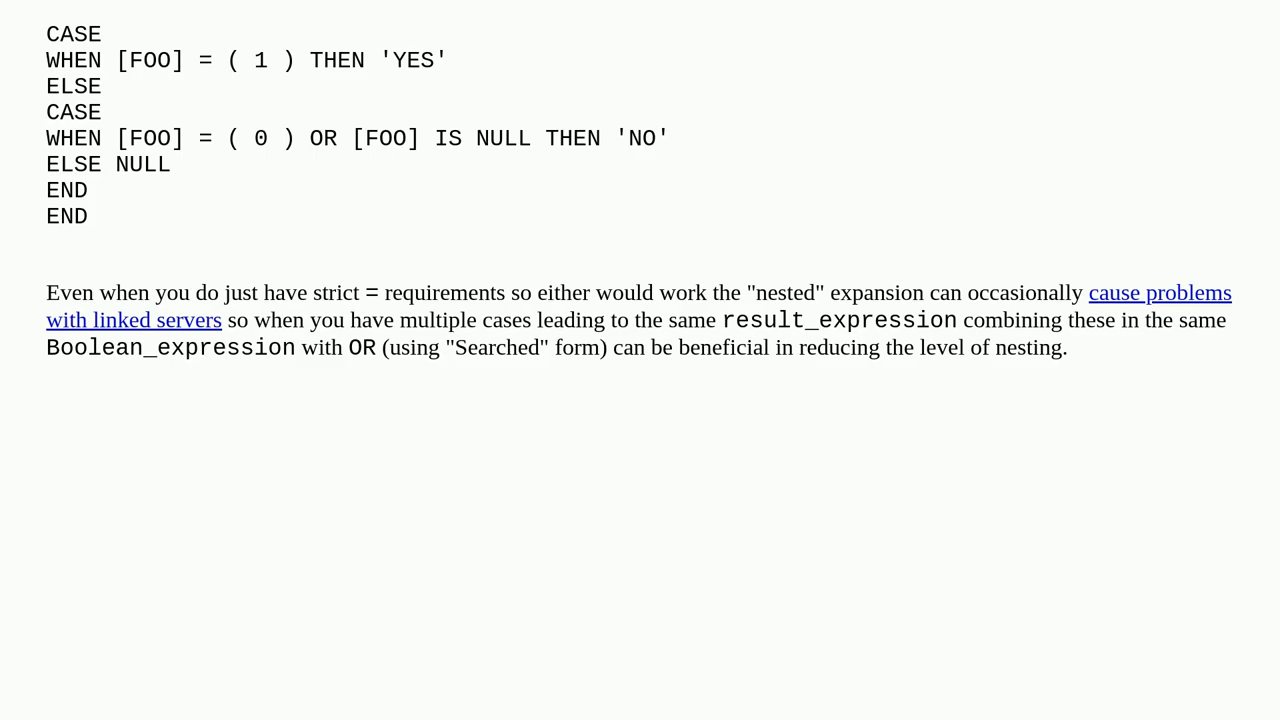 CASE
WHEN [FOO] = ( 1 ) THEN 'YES'
ELSE
CASE
WHEN [FOO] = ( 0 ) OR [FOO] IS NULL THEN 'NO'
ELSE NULL
END
END
Even when you do just have strict = requirements so either would work the "nested" expansion can occasionally cause problems
with linked servers so when you have multiple cases leading to the same result_expression combining these in the same
Boolean_expression with OR (using "Searched" form) can be beneficial in reducing the level of nesting.